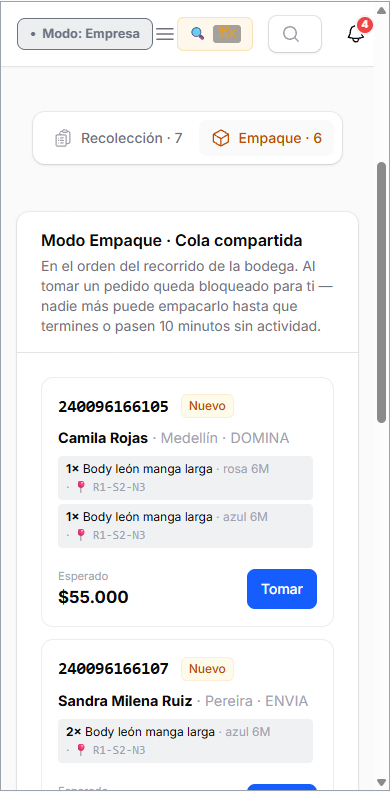 • Modo: Empresa
4
Recolección · 7
Empaque · 6
Modo Empaque · Cola compartida
En el orden del recorrido de la bodega. Al
tomar un pedido queda bloqueado para ti —
nadie más puede empacarlo hasta que
termines o pasen 10 minutos sin actividad.
240096166105 Nuevo
Camila Rojas · Medellín · DOMINA
1× Body león manga larga · rosa 6M
· R1-S2-N3
1× Body león manga larga · azul 6M
· R1-S2-N3
Esperado
$55.000
Tomar
240096166107 Nuevo
Sandra Milena Ruiz · Pereira · ENVIA
2× Body león manga larga · azul 6M
· R1-S2-N3
Esperado